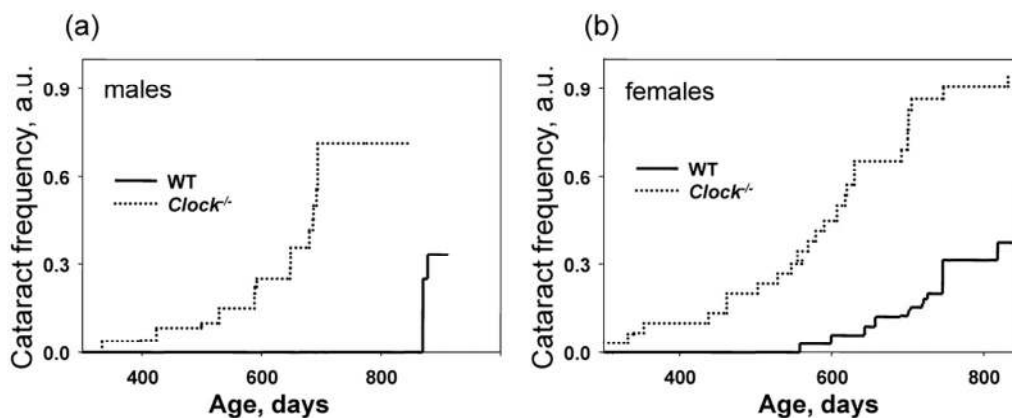 (a)
Cataract frequency, a.u.
0.9
0.6
0.3
0.0
males
WT
Clock-/-
400
600
800
Age, days
(b)
Cataract frequency, a.u.
0.9
0.6
0.3
0.0
females
WT
Clock-/-
400
600
800
Age, days